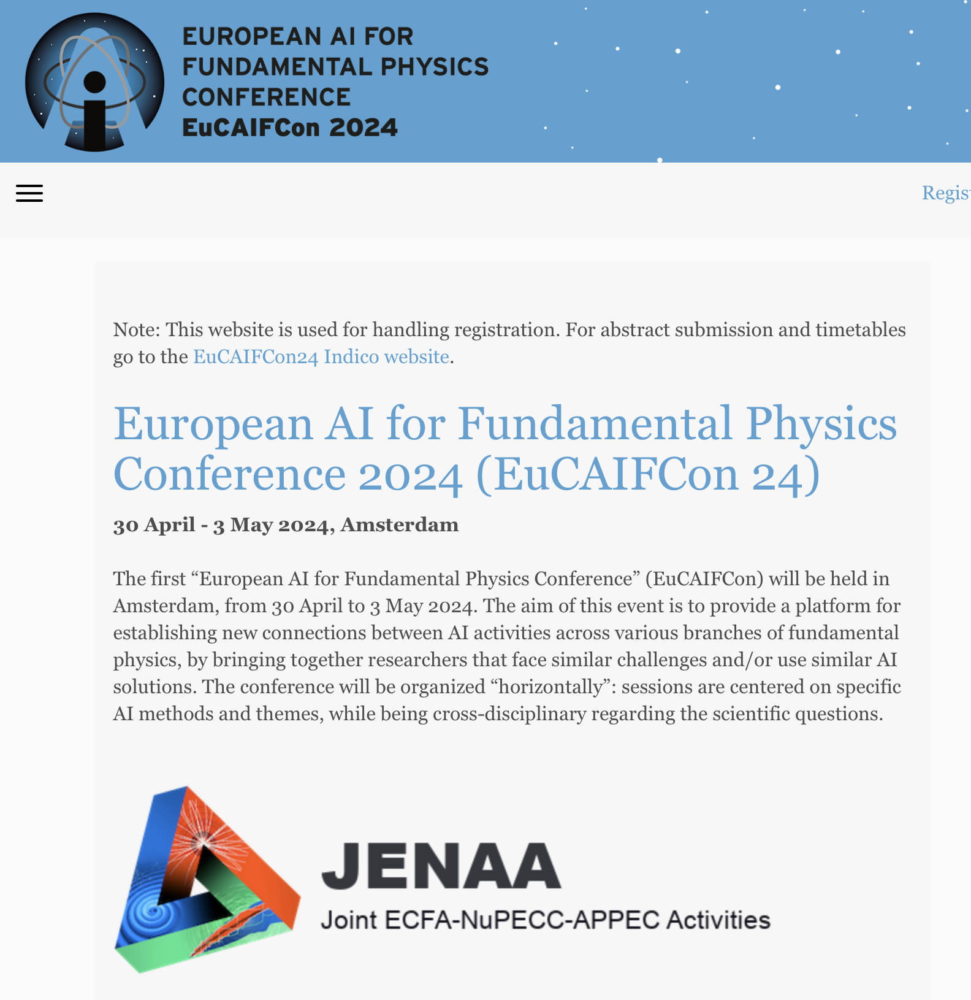 EUROPEAN AI FOR
FUNDAMENTAL PHYSICS
CONFERENCE
EuCAIFCon 2024
Regist
Note: This website is used for handling registration. For abstract submission and timetables
go to the EuCAIFCon24 Indico website.
European AI for Fundamental Physics
Conference 2024 (EuCAIFCon 24)
30 April - 3 May 2024, Amsterdam
The first “European AI for Fundamental Physics Conference” (EuCAIFCon) will be held in
Amsterdam, from 30 April to 3 May 2024. The aim of this event is to provide a platform for
establishing new connections between AI activities across various branches of fundamental
physics, by bringing together researchers that face similar challenges and/or use similar AI
solutions. The conference will be organized “horizontally”: sessions are centered on specific
AI methods and themes, while being cross-disciplinary regarding the scientific questions.
JENAA
Joint ECFA-NuPECC-APPEC Activities